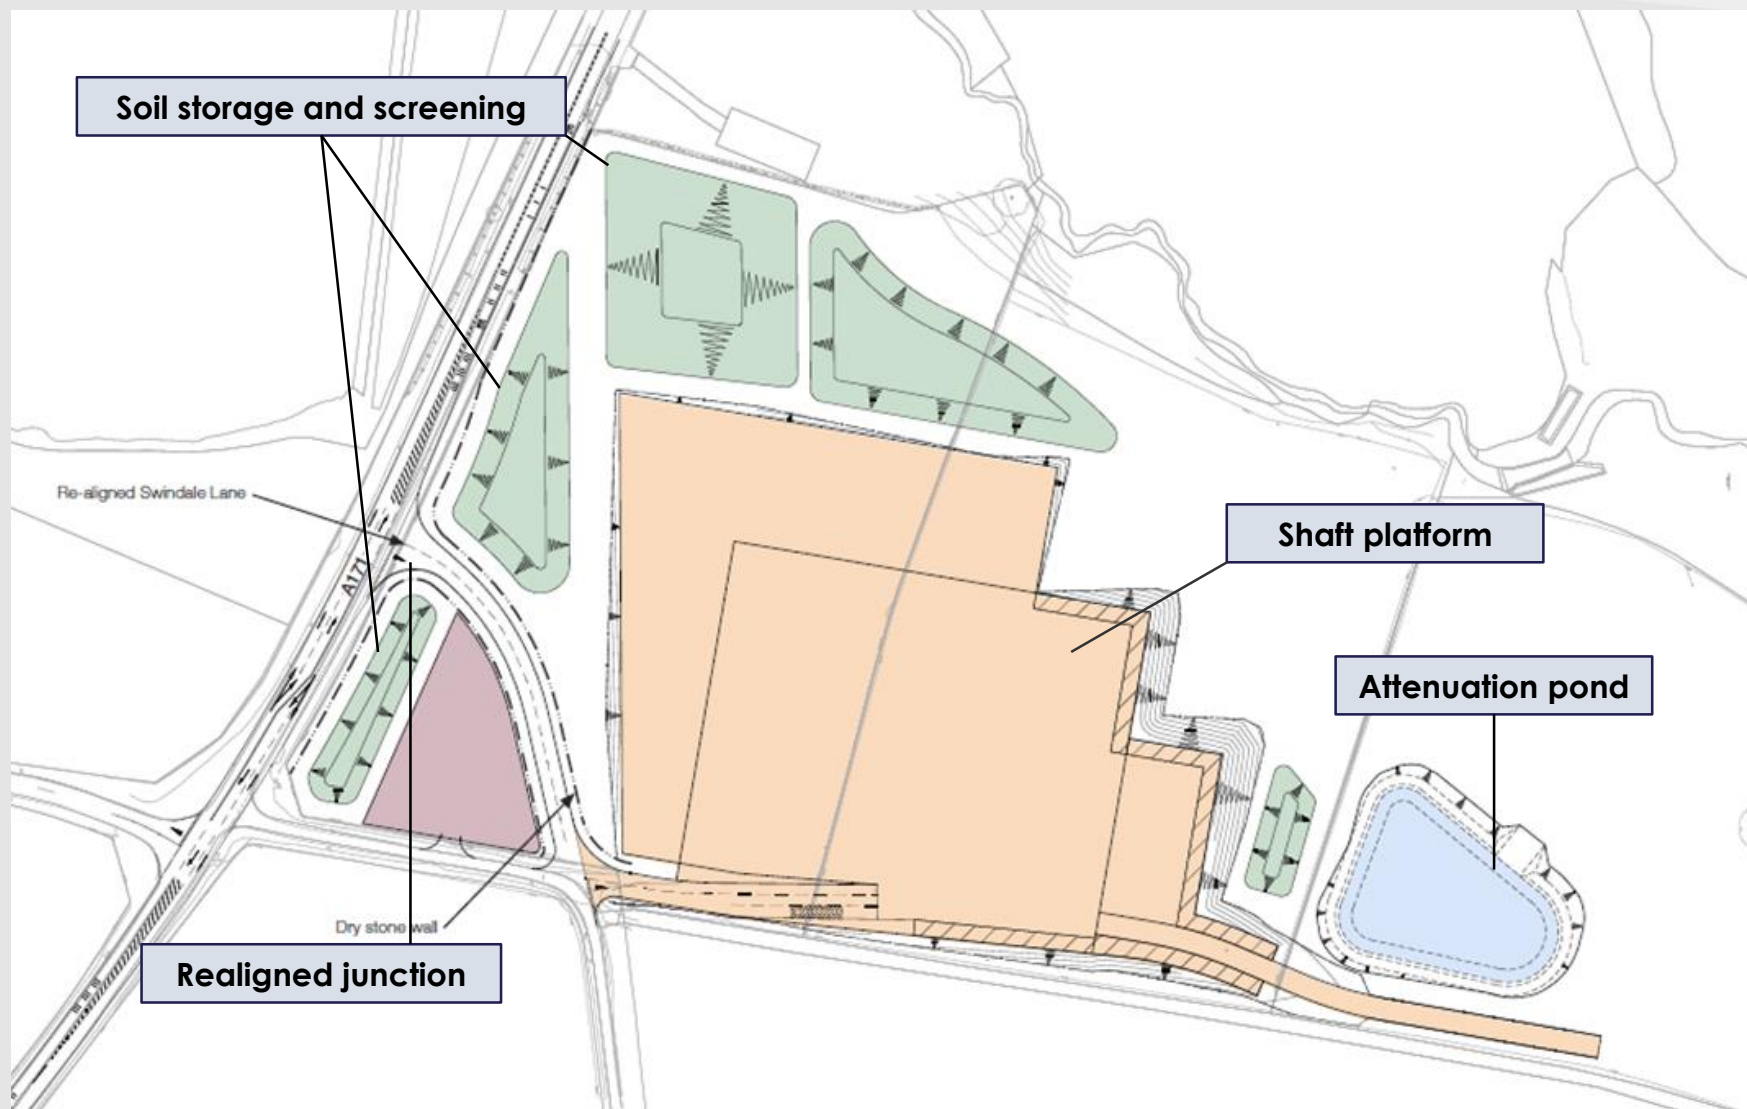 Soil storage and screening
Re-aligned Swindale Lane
Shaft platform
A171
Attenuation pond
Dry stone wall
Realigned junction